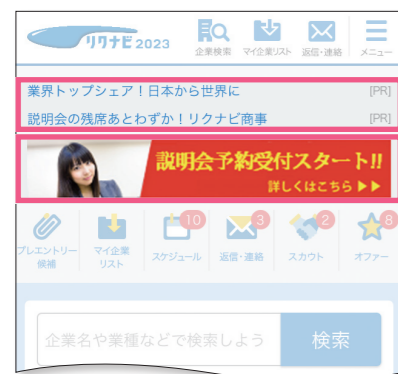 リクナビ2023
企業検索 マイ企業リスト 返信・連絡 メニュー
業界トップシェア！日本から世界に [PR]
説明会の残席あとわずか！リクナビ商事 [PR]
説明会予約受付スタート!!
詳しくはこちら▶▶
10 3 2 8
プレエントリー候補 マイ企業リスト スケジュール 返信・連絡 スカウト オファー
企業名や業種などで検索しよう 検索